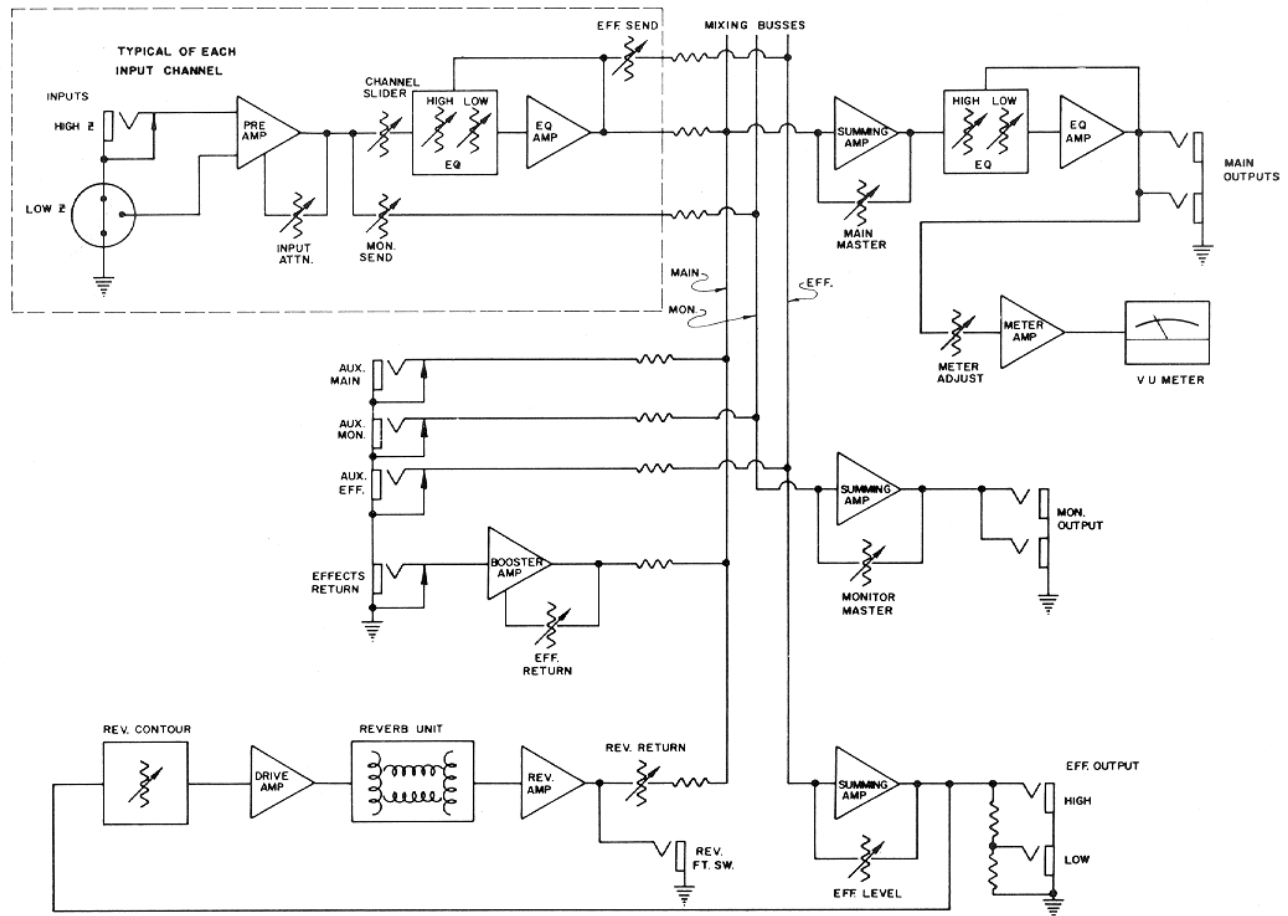 TYPICAL OF EACH
INPUT CHANNEL
INPUTS
HIGH Z
LOW Z
PRE
AMP
INPUT
ATTN.
CHANNEL
SLIDER
HIGH LOW
EQ
EQ
AMP
MON.
SEND
EFF. SEND
MIXING BUSSES
MAIN
MON.
EFF.
SUMMING
AMP
MAIN
MASTER
HIGH LOW
EQ
EQ
AMP
MAIN
OUTPUTS
METER
ADJUST
METER
AMP
VU METER
AUX.
MAIN
AUX.
MON.
AUX.
EFF.
EFFECTS
RETURN
BOOSTER
AMP
EFF.
RETURN
SUMMING
AMP
MONITOR
MASTER
MON.
OUTPUT
REV. CONTOUR
DRIVE
AMP
REVERB UNIT
REV.
AMP
REV. RETURN
REV.
FT. SW.
SUMMING
AMP
EFF. LEVEL
EFF. OUTPUT
HIGH
LOW